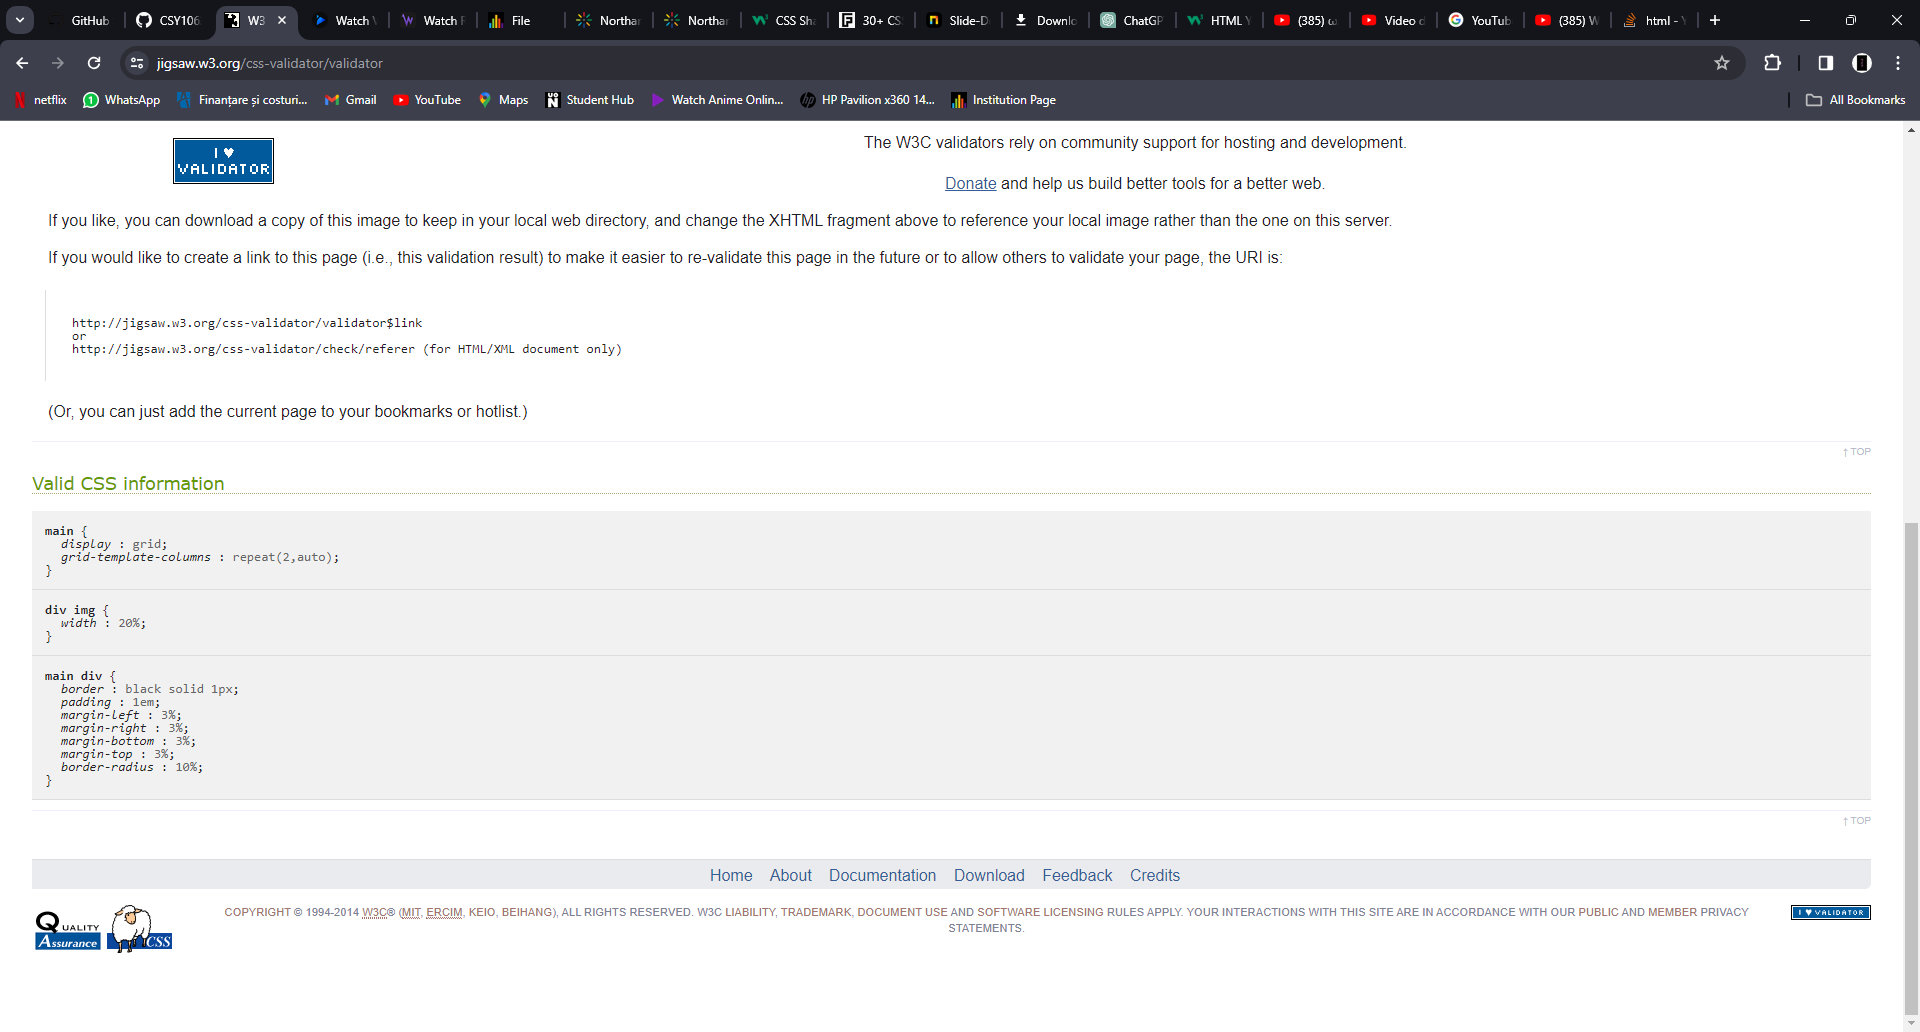 GitHub
CSY106
W3
Watch
Watch
File
Northar
Northar
CSS Sh
30+ CS
Slide-D
Downlo
ChatGP
HTML
(385)
Video
YouTub
(385) W
html -
jigsaw.w3.org/css-validator/validator
netflix
WhatsApp
Finanțare și costuri...
Gmail
YouTube
Maps
Student Hub
Watch Anime Onlin...
HP Pavilion x360 14...
Institution Page
All Bookmarks
I ♥
VALIDATOR
The W3C validators rely on community support for hosting and development.
Donate and help us build better tools for a better web.
If you like, you can download a copy of this image to keep in your local web directory, and change the XHTML fragment above to reference your local image rather than the one on this server.
If you would like to create a link to this page (i.e., this validation result) to make it easier to re-validate this page in the future or to allow others to validate your page, the URI is:
http://jigsaw.w3.org/css-validator/validator$link
or
http://jigsaw.w3.org/css-validator/check/referer (for HTML/XML document only)
(Or, you can just add the current page to your bookmarks or hotlist.)
↑ TOP
Valid CSS information
main {
display : grid;
grid-template-columns : repeat(2,auto);
}
div img {
width : 20%;
}
main div {
border : black solid 1px;
padding : 1em;
margin-left : 3%;
margin-right : 3%;
margin-bottom : 3%;
margin-top : 3%;
border-radius : 10%;
}
↑ TOP
Home About Documentation Download Feedback Credits
QUALITY
Assurance
CSS
COPYRIGHT © 1994-2014 W3C® (MIT, ERCIM, KEIO, BEIHANG), ALL RIGHTS RESERVED. W3C LIABILITY, TRADEMARK, DOCUMENT USE AND SOFTWARE LICENSING RULES APPLY. YOUR INTERACTIONS WITH THIS SITE ARE IN ACCORDANCE WITH OUR PUBLIC AND MEMBER PRIVACY
STATEMENTS.
I ♥ VALIDATOR